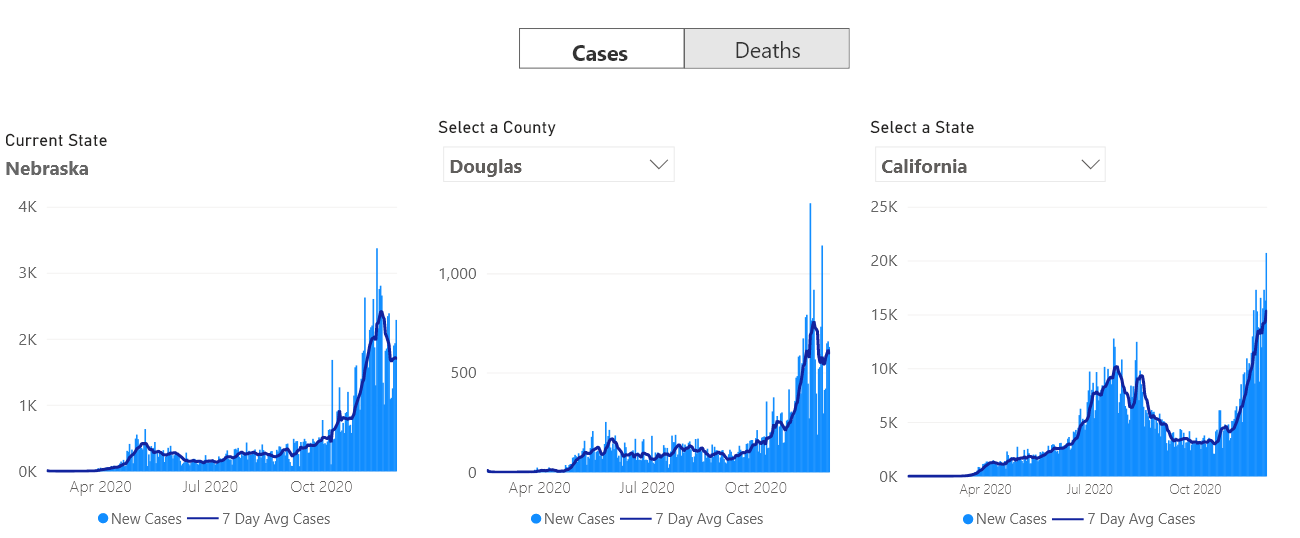 Cases Deaths
Current State
Nebraska
4K
3K
2K
1K
0K
Apr 2020 Jul 2020 Oct 2020
New Cases 7 Day Avg Cases
Select a County
Douglas
1,000
500
0
Apr 2020 Jul 2020 Oct 2020
New Cases 7 Day Avg Cases
Select a State
California
25K
20K
15K
10K
5K
0K
Apr 2020 Jul 2020 Oct 2020
New Cases 7 Day Avg Cases